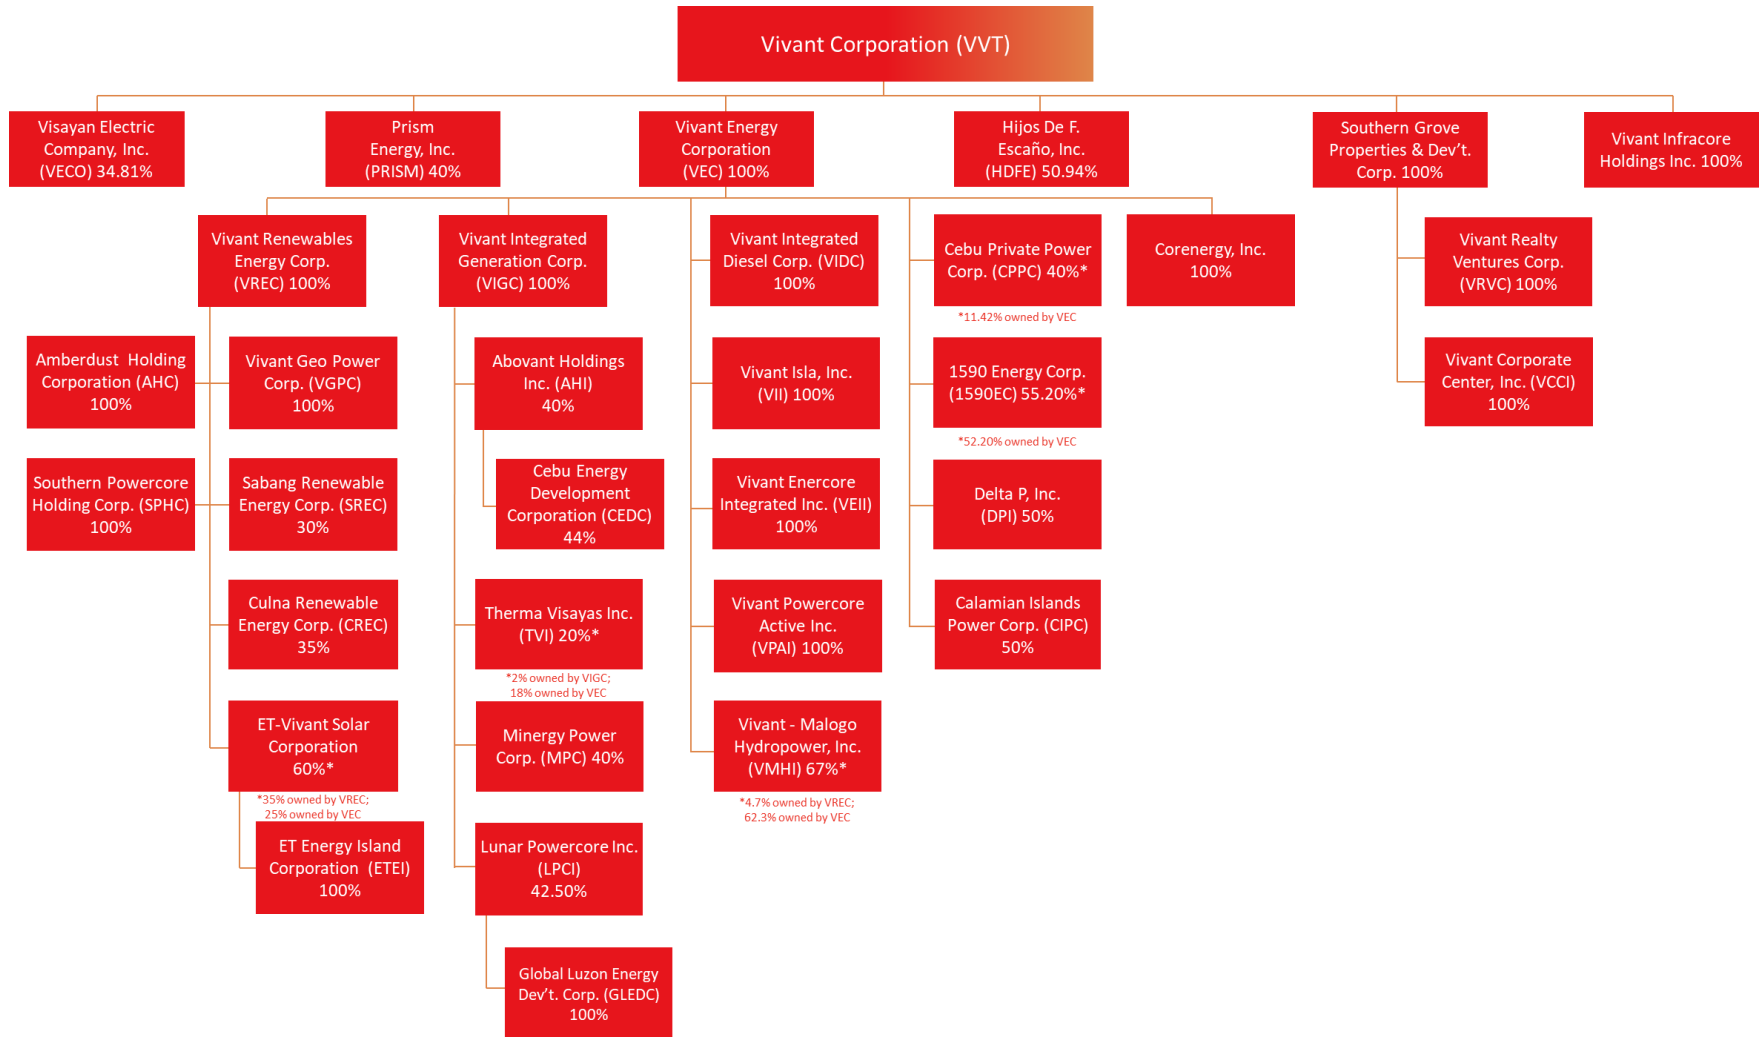 Vivant Corporation (VVT)
Visayan Electric
Company, Inc.
(VECO) 34.81%
Prism
Energy, Inc.
(PRISM) 40%
Vivant Energy
Corporation
(VEC) 100%
Hijos De F.
Escaño, Inc.
(HDFE) 50.94%
Southern Grove
Properties & Dev't.
Corp. 100%
Vivant Infracore
Holdings Inc. 100%
Vivant Renewables
Energy Corp.
(VREC) 100%
Vivant Integrated
Generation Corp.
(VIGC) 100%
Vivant Integrated
Diesel Corp. (VIDC)
100%
Cebu Private Power
Corp. (CPPC) 40%*
*11.42% owned by VEC
Corenergy, Inc.
100%
Vivant Realty
Ventures Corp.
(VRVC) 100%
Amberdust Holding
Corporation (AHC)
100%
Vivant Geo Power
Corp. (VGPC)
100%
Abovant Holdings
Inc. (AHI)
40%
Vivant Isla, Inc.
(VII) 100%
1590 Energy Corp.
(1590EC) 55.20%*
*52.20% owned by VEC
Vivant Corporate
Center, Inc. (VCCI)
100%
Southern Powercore
Holding Corp. (SPHC)
100%
Sabang Renewable
Energy Corp. (SREC)
30%
Cebu Energy
Development
Corporation (CEDC)
44%
Vivant Enercore
Integrated Inc. (VEII)
100%
Delta P, Inc.
(DPI) 50%
Culna Renewable
Energy Corp. (CREC)
35%
Therma Visayas Inc.
(TVI) 20%*
*2% owned by VIGC;
18% owned by VEC
Vivant Powercore
Active Inc.
(VPAI) 100%
Calamian Islands
Power Corp. (CIPC)
50%
ET-Vivant Solar
Corporation
60%*
*35% owned by VREC;
25% owned by VEC
Minergy Power
Corp. (MPC) 40%
Vivant - Malogo
Hydropower, Inc.
(VMHI) 67%*
*4.7% owned by VREC;
62.3% owned by VEC
ET Energy Island
Corporation (ETEI)
100%
Lunar Powercore Inc.
(LPCI)
42.50%
Global Luzon Energy
Dev't. Corp. (GLEDC)
100%